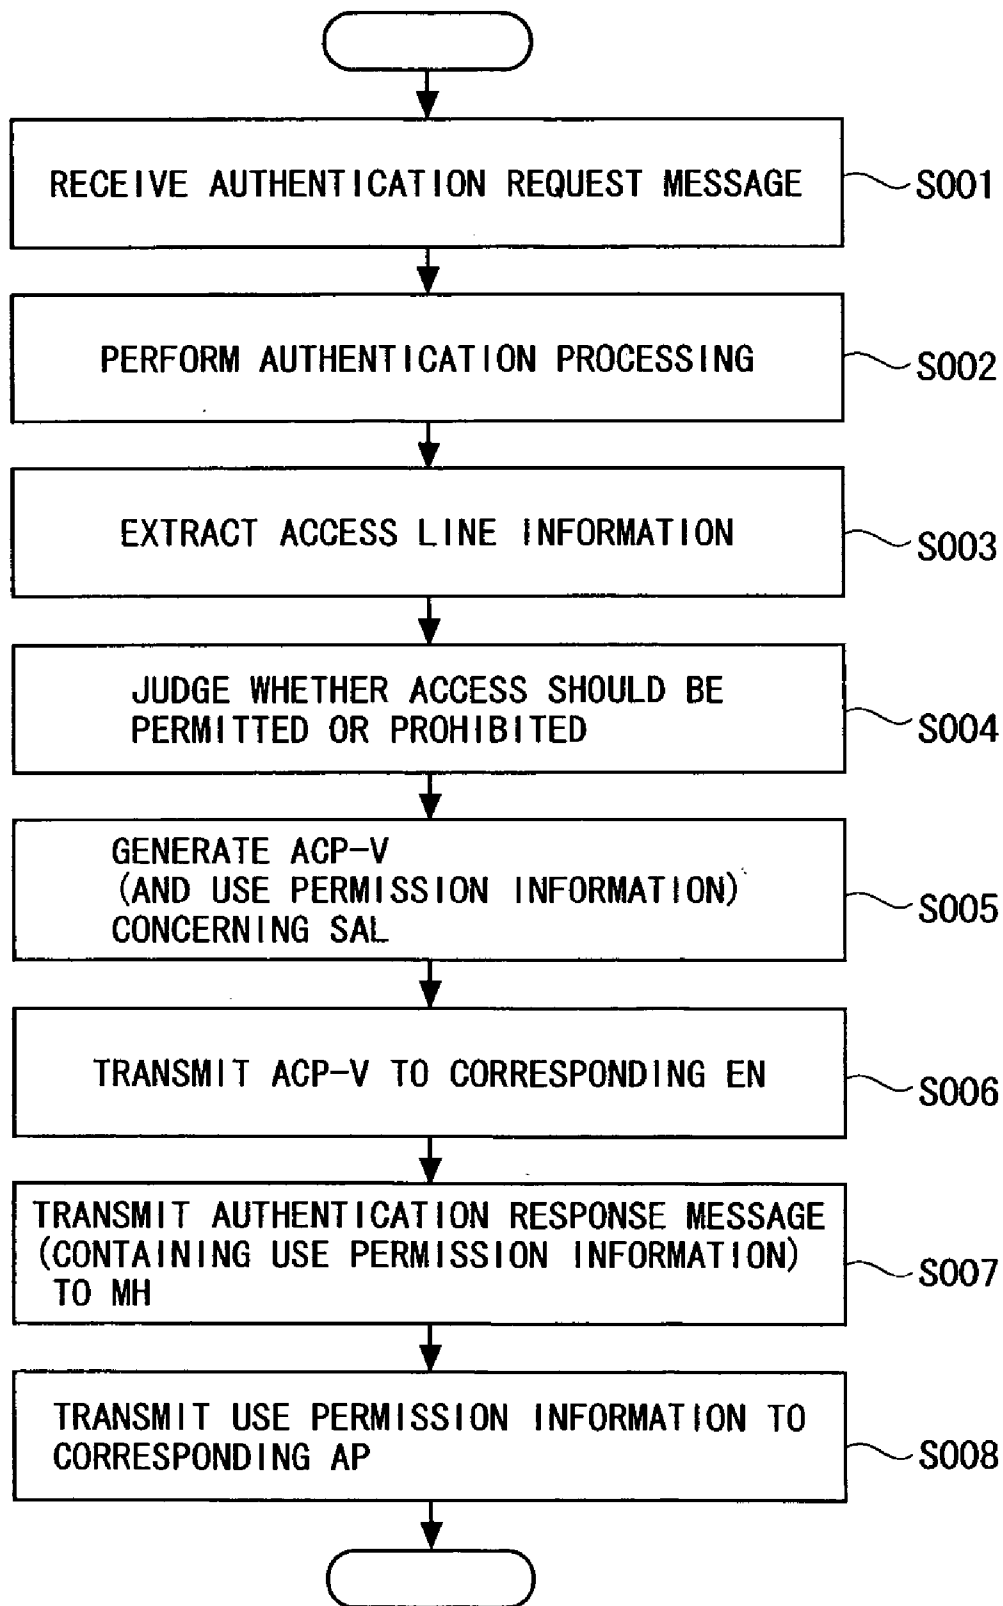 RECEIVE AUTHENTICATION REQUEST MESSAGE
S001
PERFORM AUTHENTICATION PROCESSING
S002
EXTRACT ACCESS LINE INFORMATION
S003
JUDGE WHETHER ACCESS SHOULD BE
PERMITTED OR PROHIBITED
S004
GENERATE ACP-V
(AND USE PERMISSION INFORMATION)
CONCERNING SAL
S005
TRANSMIT ACP-V TO CORRESPONDING EN
S006
TRANSMIT AUTHENTICATION RESPONSE MESSAGE
(CONTAINING USE PERMISSION INFORMATION)
TO MH
S007
TRANSMIT USE PERMISSION INFORMATION TO
CORRESPONDING AP
S008